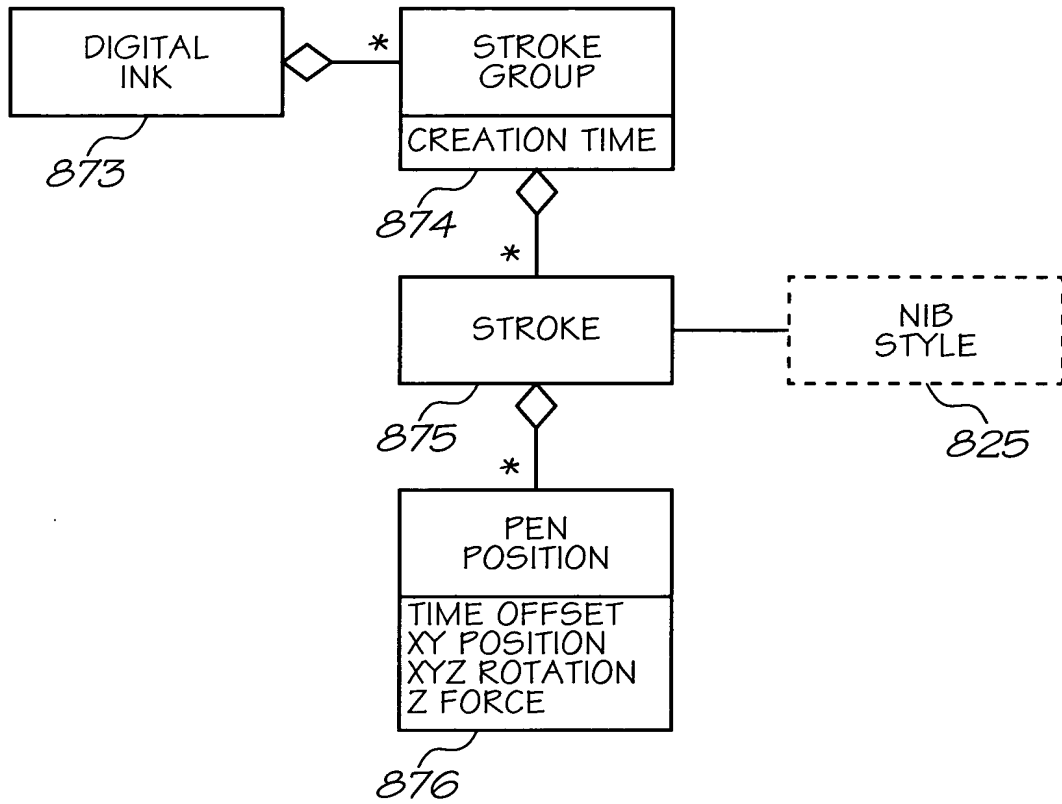 DIGITAL
INK
873
*
STROKE
GROUP
CREATION TIME
874
*
STROKE
875
NIB
STYLE
825
*
PEN
POSITION
TIME OFFSET
XY POSITION
XYZ ROTATION
Z FORCE
876